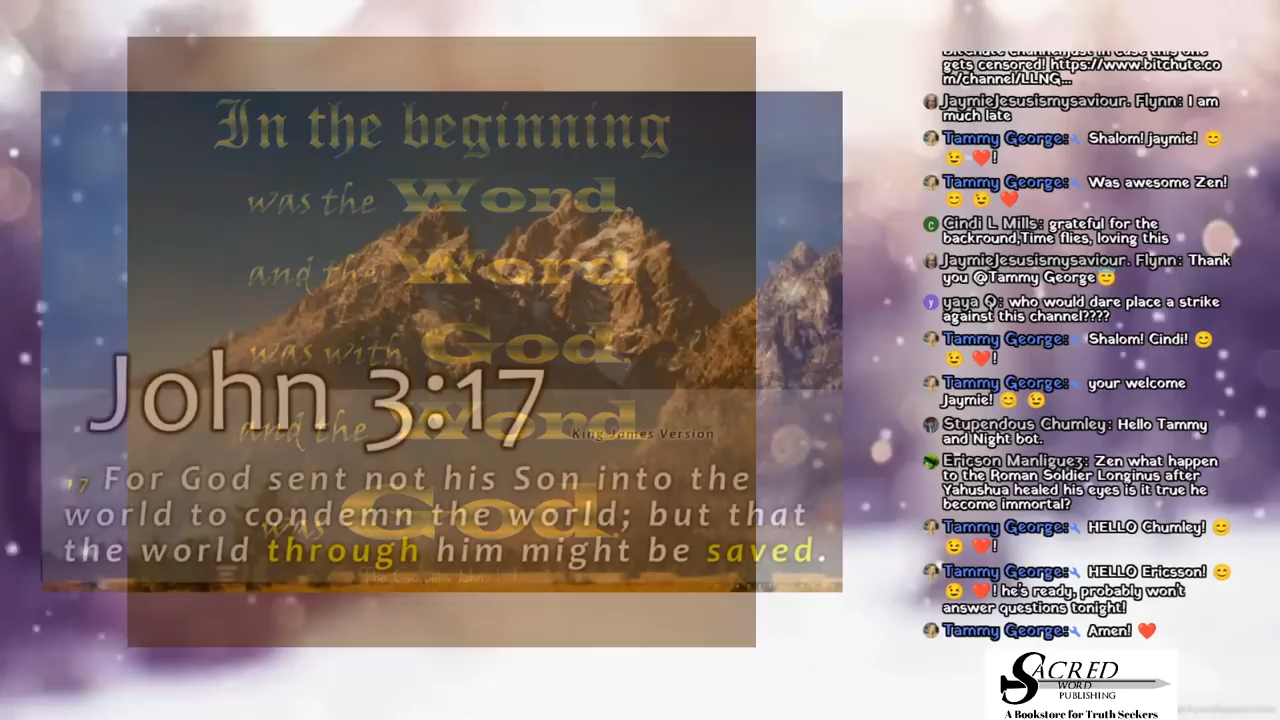 In the beginning
was the Word,
and the Word
was with God,
and the Word
was God.
The Gospel of John
John 3:17
King James Version
17 For God sent not his Son into the
world to condemn the world; but that
the world through him might be saved.
gets censored! https://www.bitchute.co
m/channel/LLNG...
JaymieJesusismysaviour. Flynn: I am
much late
Tammy George: Shalom! jaymie! 😊
😉 ❤️!
Tammy George: Was awesome Zen!
😊 😉 ❤️
Cindi L Mills: grateful for the
backround,Time flies, loving this
JaymieJesusismysaviour. Flynn: Thank
you @Tammy George😇
yaya Q: who would dare place a strike
against this channel????
Tammy George: Shalom! Cindi! 😊
😉 ❤️!
Tammy George: your welcome
Jaymie! 😊 😉
Stupendous Chumley: Hello Tammy
and Night bot.
Ericson Manliguez: Zen what happen
to the Roman Soldier Longinus after
Yahushua healed his eyes is it true he
become immortal?
Tammy George: HELLO Chumley! 😊
😉 ❤️!
Tammy George: HELLO Ericsson! 😊
😉 ❤️! he's ready, probably won't
answer questions tonight!
Tammy George: Amen! ❤️
SACRED
WORD
PUBLISHING
A Bookstore for Truth Seekers